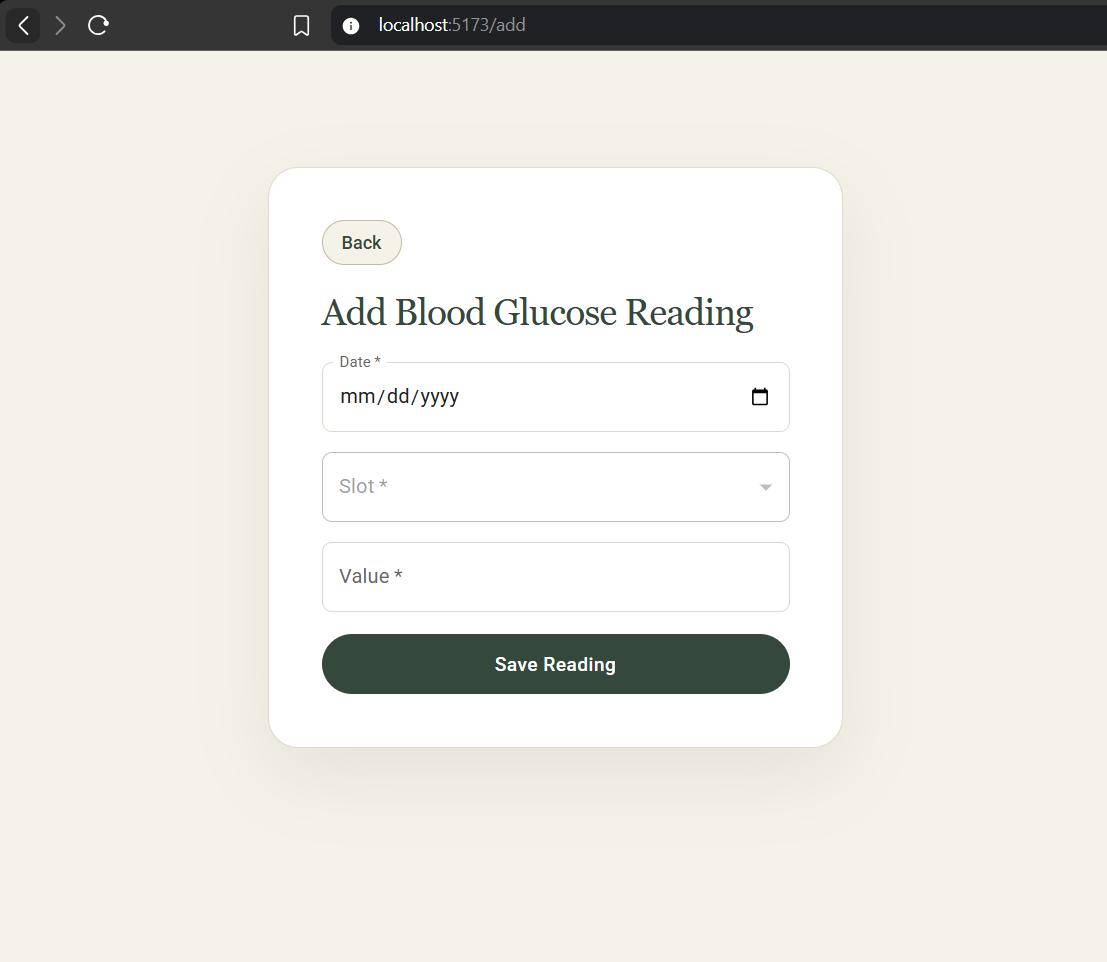 localhost:5173/add
Back
Add Blood Glucose Reading
Date *
mm/dd/yyyy
Slot *
Value *
Save Reading